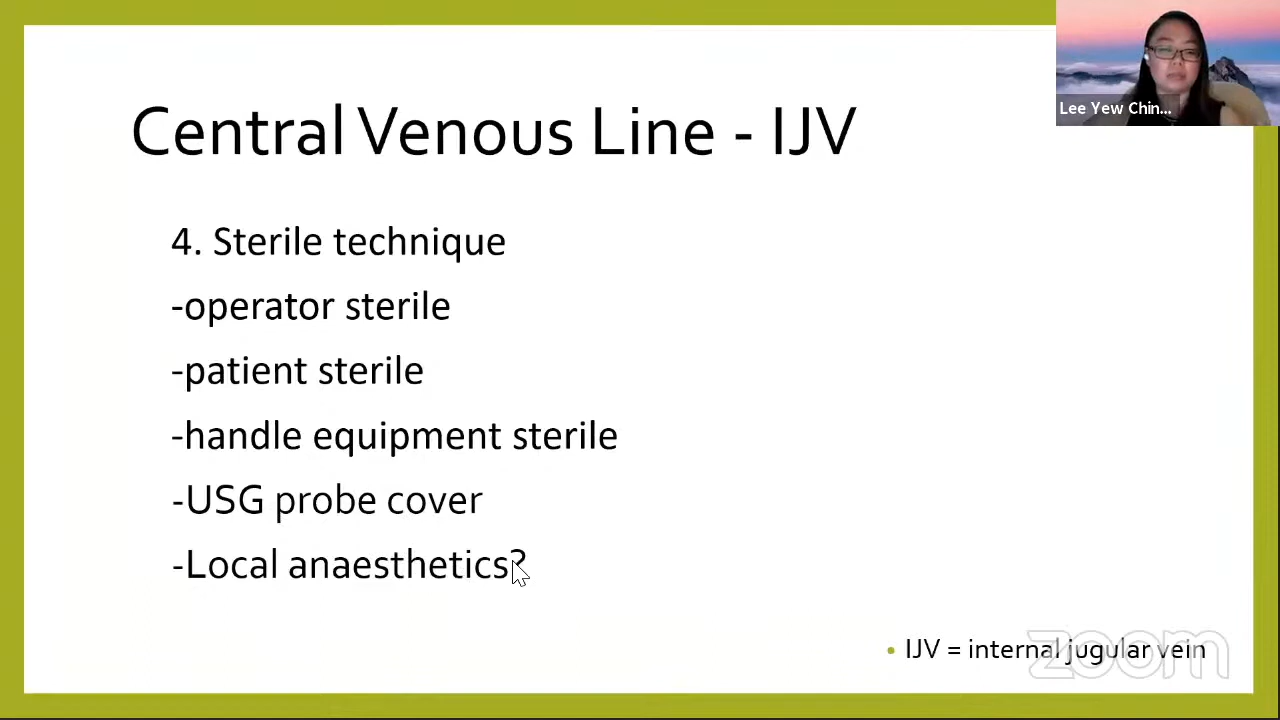 Lee Yew Chin...
Central Venous Line - IJV
4. Sterile technique
-operator sterile
-patient sterile
-handle equipment sterile
-USG probe cover
-Local anaesthetics?
• IJV = internal jugular vein
zoom